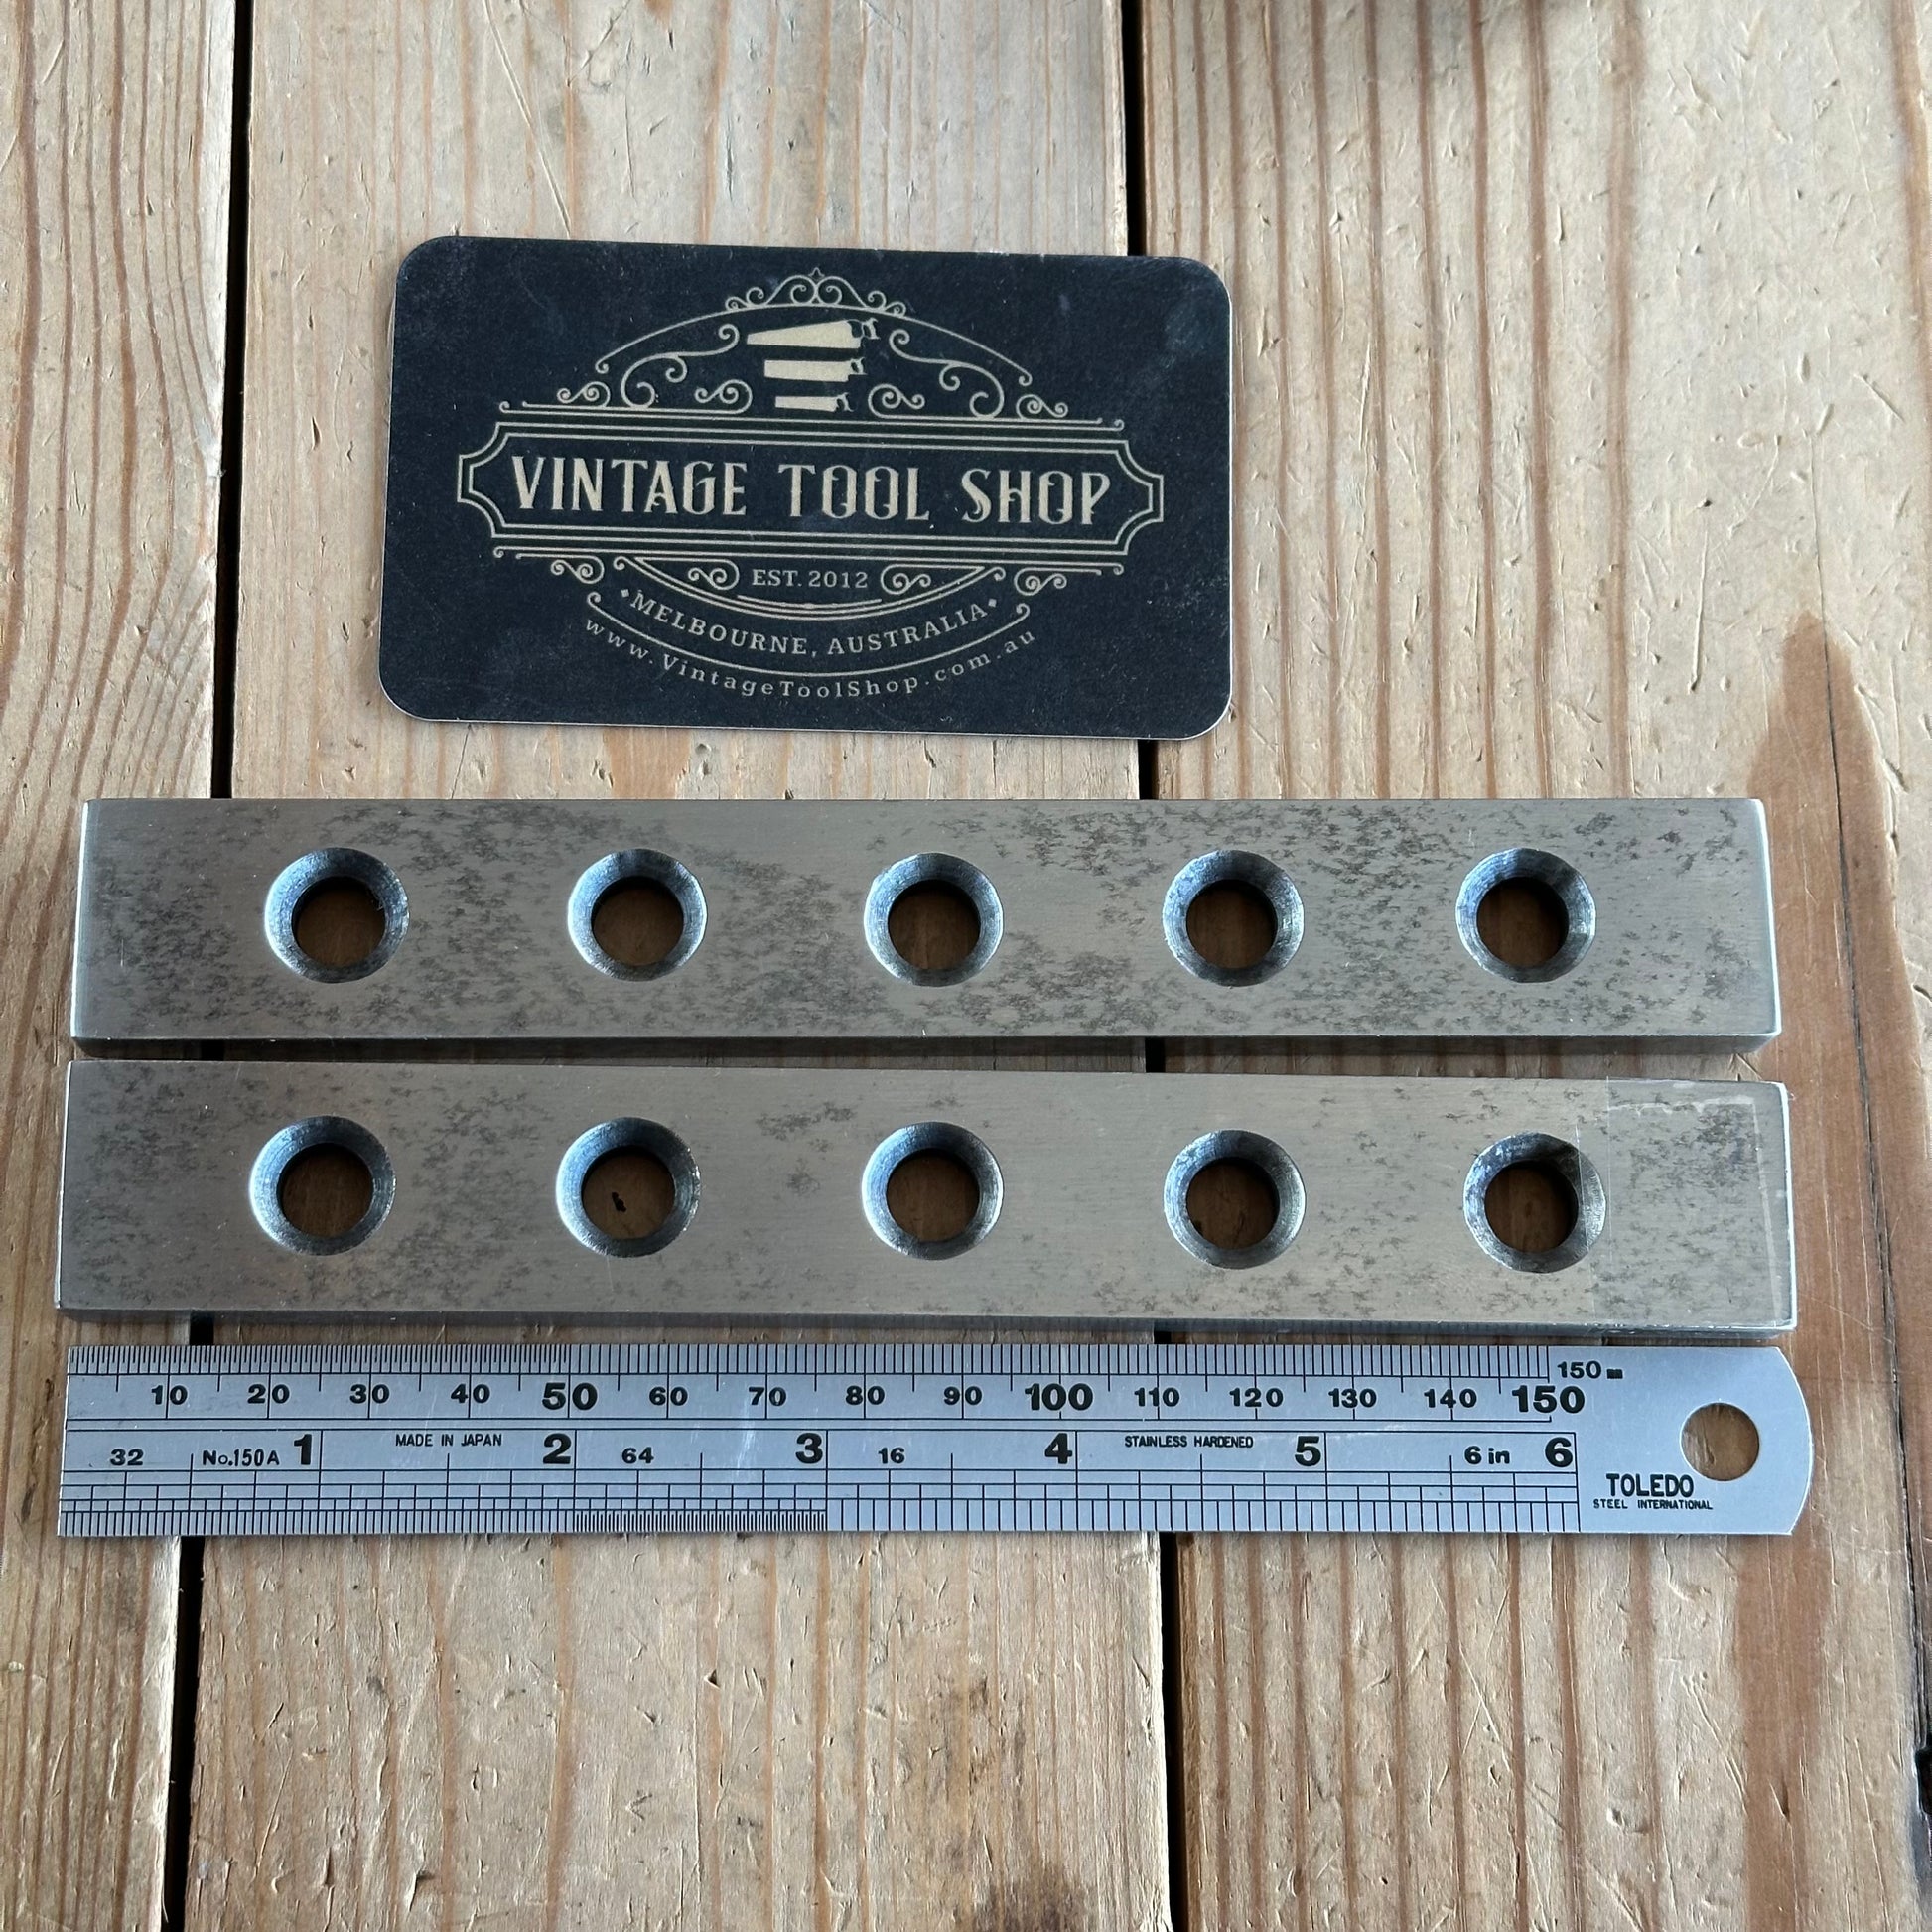 VINTAGE TOOL SHOP
EST. 2012
MELBOURNE, AUSTRALIA
www.VintageToolShop.com.au
150 m
10 20 30 40 50 60 70 80 90 100 110 120 130 140 150
32 No.150A 1 MADE IN JAPAN 2 64 3 16 4 STAINLESS HARDENED 5 6 in 6
TOLEDO
STEEL INTERNATIONAL